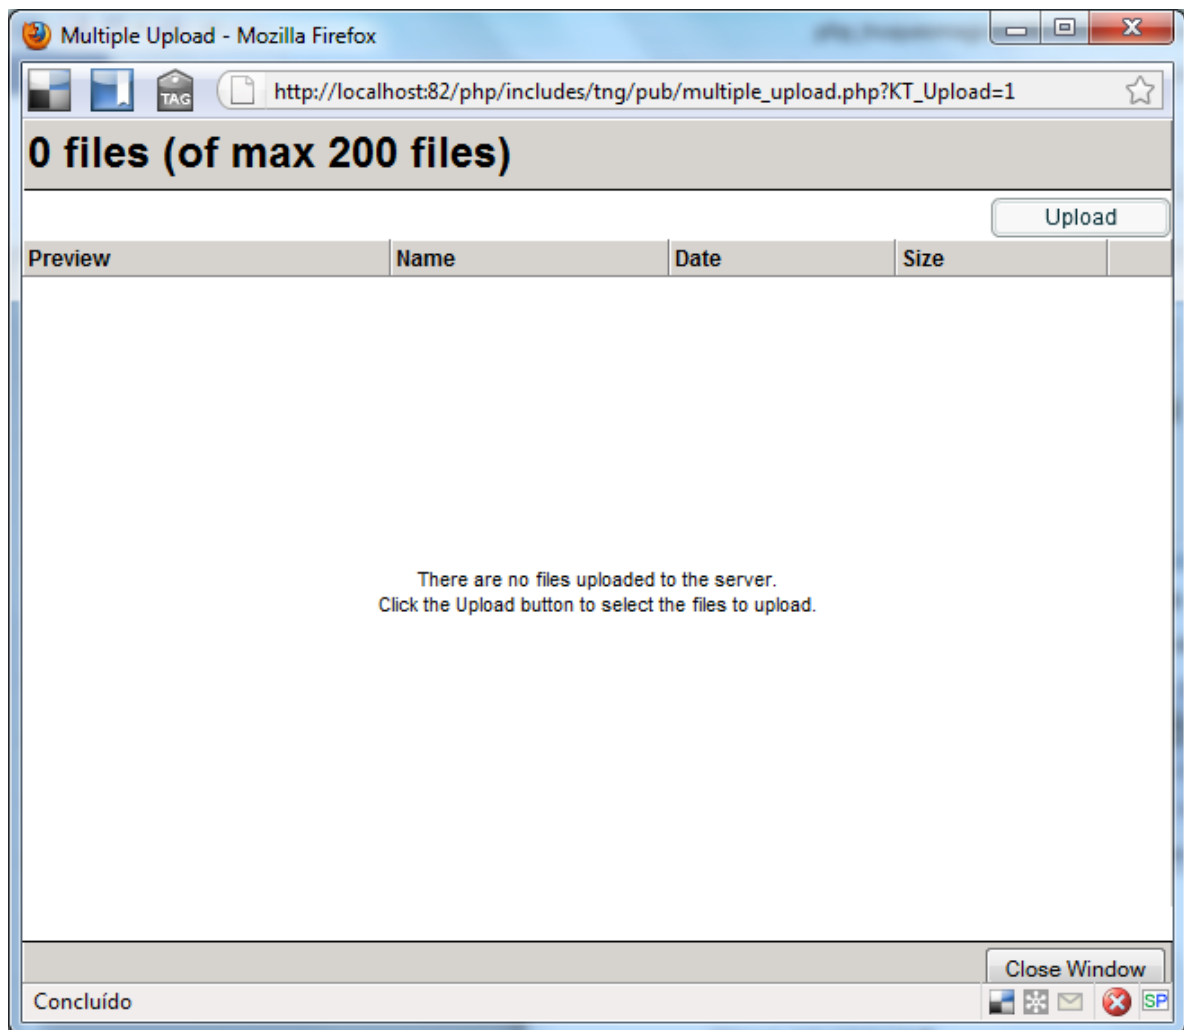 Multiple Upload - Mozilla Firefox
TAG
http://localhost:82/php/includes/tng/pub/multiple_upload.php?KT_Upload=1
0 files (of max 200 files)
Upload
Preview Name Date Size
There are no files uploaded to the server.
Click the Upload button to select the files to upload.
Close Window
Concluído
SP